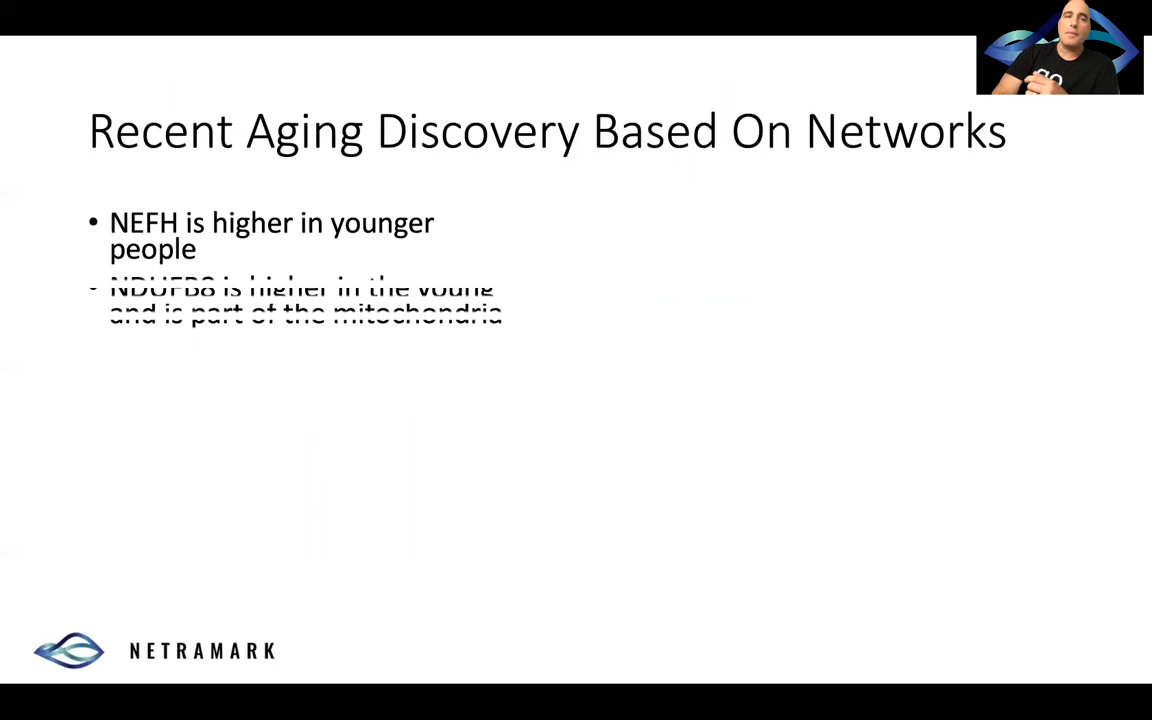 Recent Aging Discovery Based On Networks
• NEFH is higher in younger
people
• NDUFB8 is higher in the young
and is part of the mitochondria
NETRAMARK
go